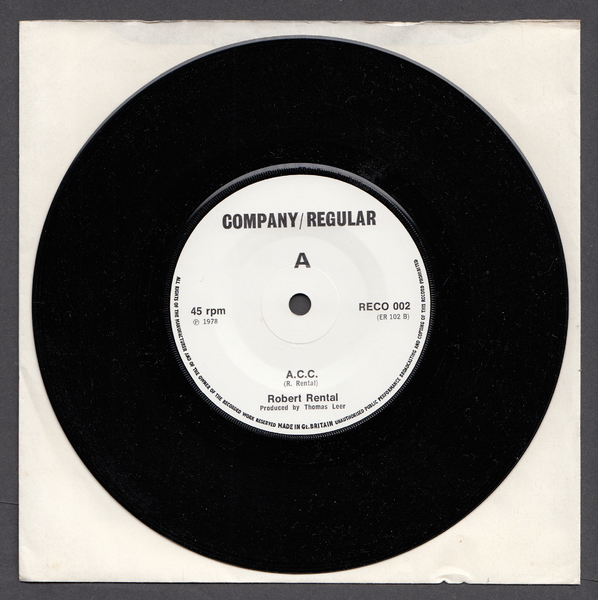 COMPANY/REGULAR
A
45 rpm
Ⓟ 1978
RECO 002
(ER 102 B)
A.C.C.
(R. Rental)
Robert Rental
Produced by Thomas Leer
ALL RIGHTS OF THE MANUFACTURER AND OF THE OWNER OF THE RECORDED WORK RESERVED MADE IN Gt. BRITAIN UNAUTHORISED PUBLIC PERFORMANCE BROADCASTING AND COPYING OF THIS RECORD PROHIBITED